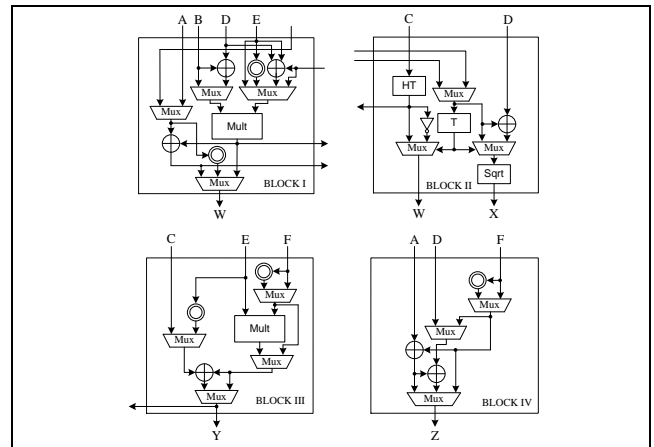 A B D E
Mux Mux
Mux
Mult
Mux
BLOCK I
W
C D
HT
Mux
T
Mux Mux
Sqrt
BLOCK II
W X
C E F
Mux
Mult
Mux
Mux
Mux
BLOCK III
Y
A D F
Mux
Mux
Mux
BLOCK IV
Z